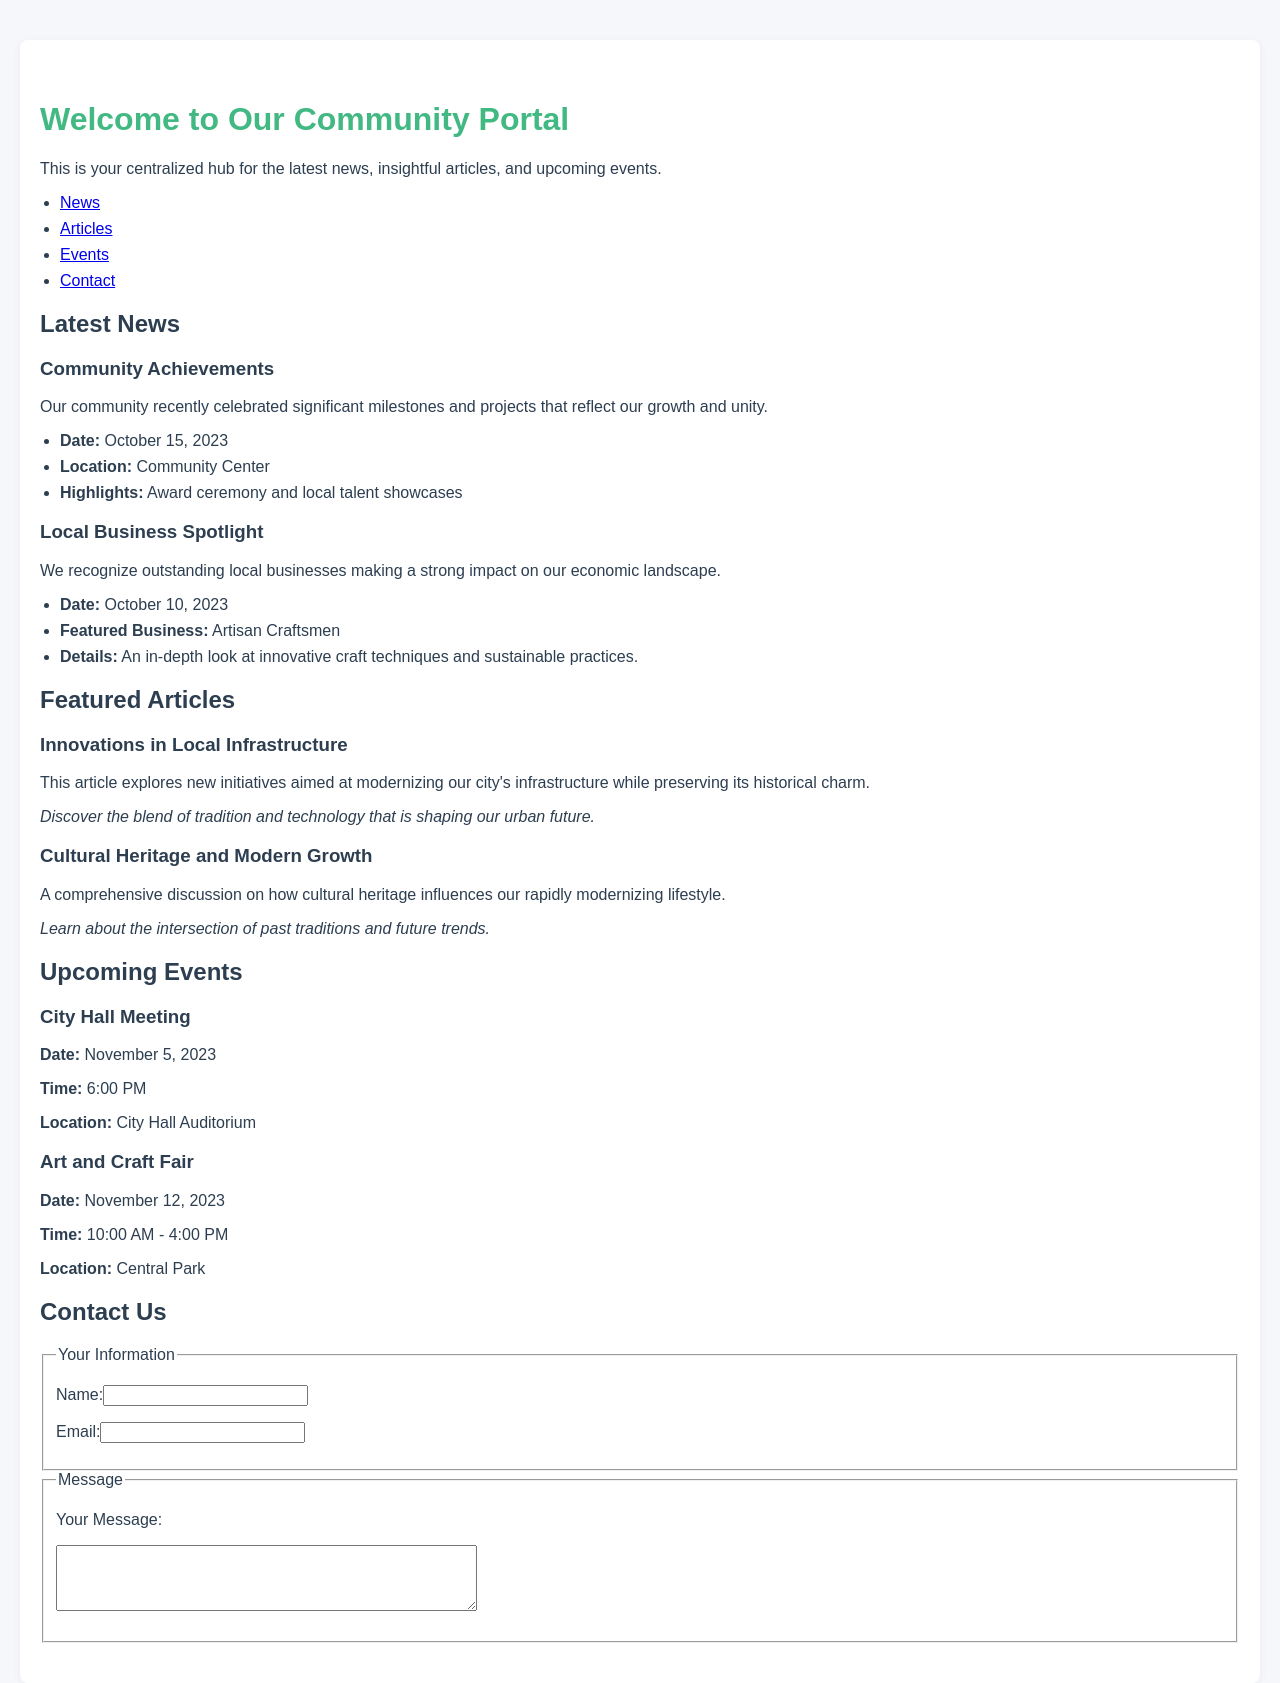 Welcome to Our Community Portal
This is your centralized hub for the latest news, insightful articles, and upcoming events.
News
Articles
Events
Contact
Latest News
Community Achievements
Our community recently celebrated significant milestones and projects that reflect our growth and unity.
Date: October 15, 2023
Location: Community Center
Highlights: Award ceremony and local talent showcases
Local Business Spotlight
We recognize outstanding local businesses making a strong impact on our economic landscape.
Date: October 10, 2023
Featured Business: Artisan Craftsmen
Details: An in-depth look at innovative craft techniques and sustainable practices.
Featured Articles
Innovations in Local Infrastructure
This article explores new initiatives aimed at modernizing our city's infrastructure while preserving its historical charm.
Discover the blend of tradition and technology that is shaping our urban future.
Cultural Heritage and Modern Growth
A comprehensive discussion on how cultural heritage influences our rapidly modernizing lifestyle.
Learn about the intersection of past traditions and future trends.
Upcoming Events
City Hall Meeting
Date: November 5, 2023
Time: 6:00 PM
Location: City Hall Auditorium
Art and Craft Fair
Date: November 12, 2023
Time: 10:00 AM - 4:00 PM
Location: Central Park
Contact Us
Your Information
Name:
Email:
Message
Your Message: